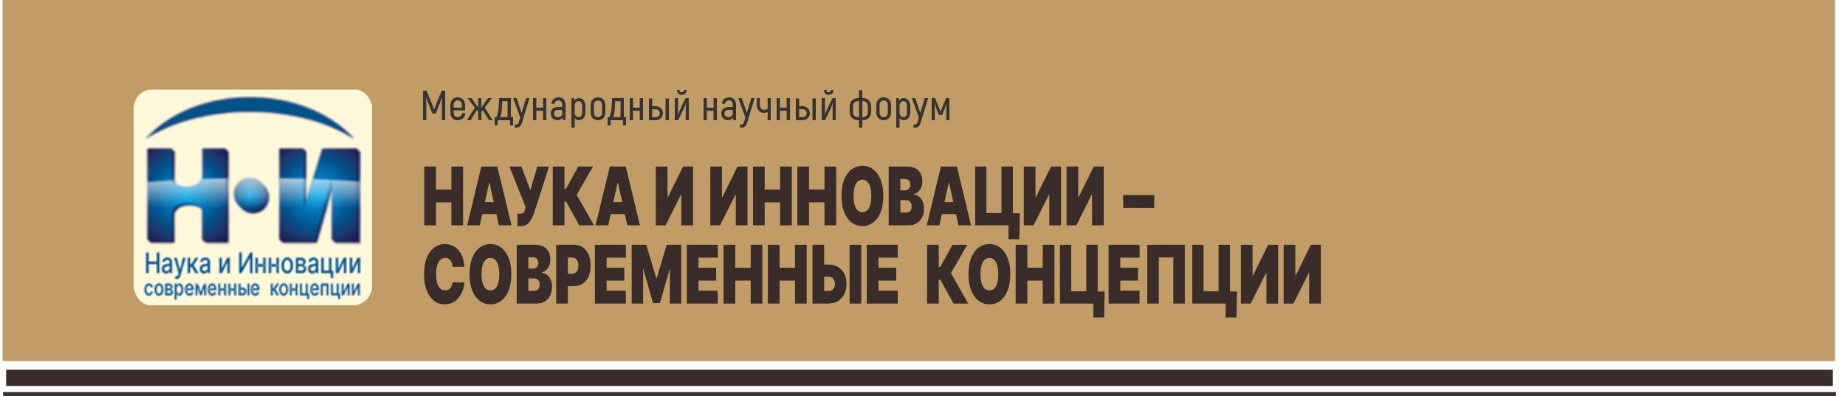 Международный научный форум
НАУКА И ИННОВАЦИИ –
СОВРЕМЕННЫЕ КОНЦЕПЦИИ
Н·И
Наука и Инновации
современные концепции